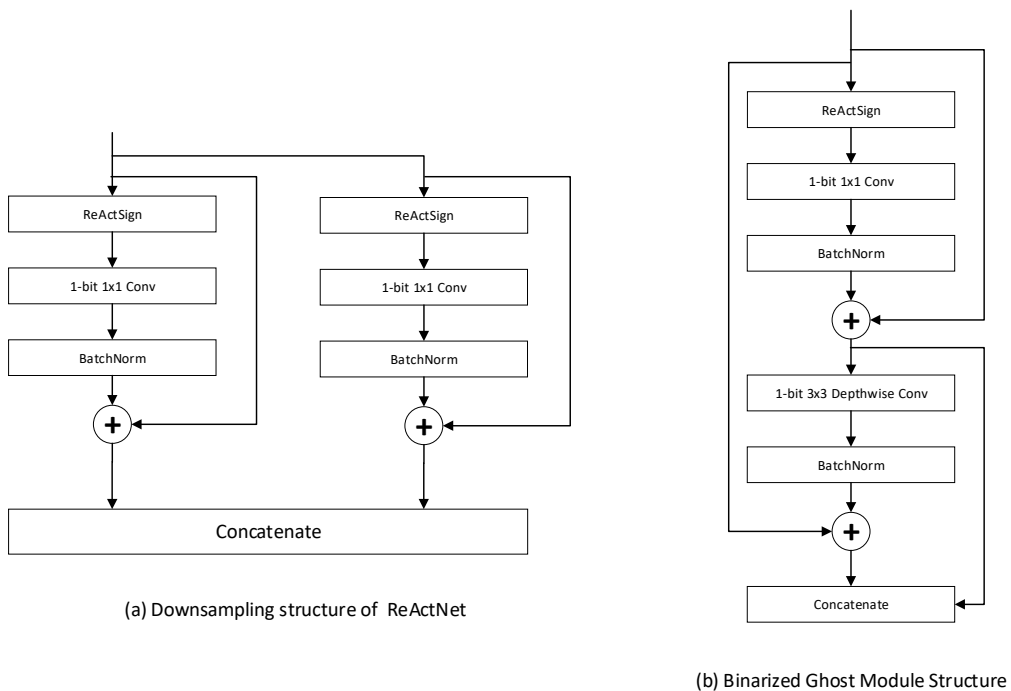 ReActSign
1-bit 1x1 Conv
BatchNorm
+
ReActSign
1-bit 1x1 Conv
BatchNorm
+
Concatenate
(a) Downsampling structure of ReActNet
ReActSign
1-bit 1x1 Conv
BatchNorm
+
1-bit 3x3 Depthwise Conv
BatchNorm
+
Concatenate
(b) Binarized Ghost Module Structure